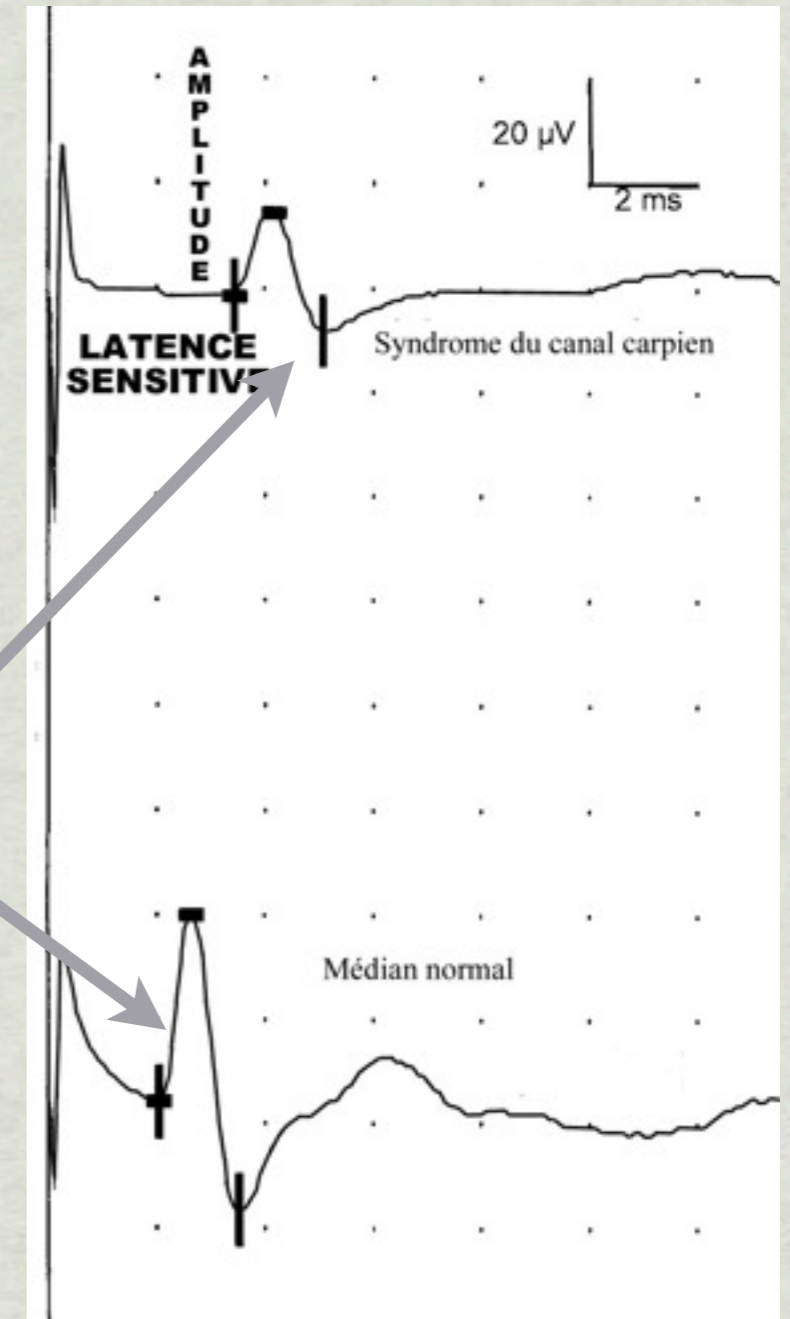 AMPLITUDE
20 µV
2 ms
LATENCE
SENSITIVE
Syndrome du canal carpien
Médian normal